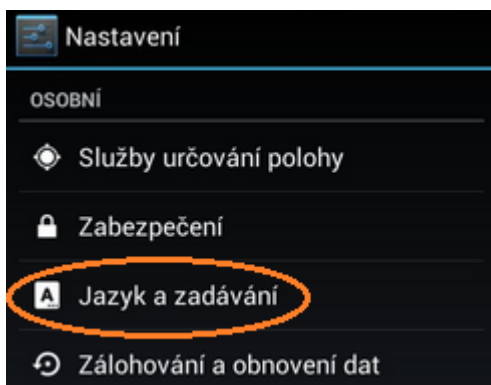 Nastavení
OSOBNÍ
Služby určování polohy
Zabezpečení
Jazyk a zadávání
Zálohování a obnovení dat